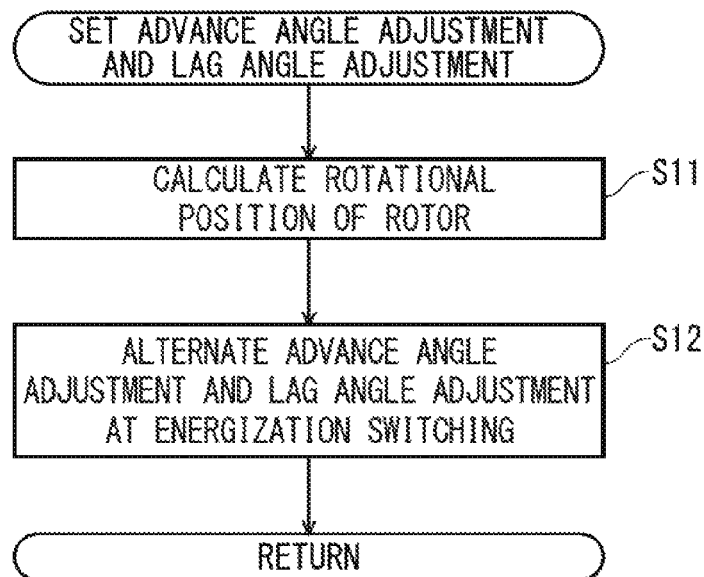 SET ADVANCE ANGLE ADJUSTMENT
AND LAG ANGLE ADJUSTMENT
CALCULATE ROTATIONAL
POSITION OF ROTOR
S11
ALTERNATE ADVANCE ANGLE
ADJUSTMENT AND LAG ANGLE ADJUSTMENT
AT ENERGIZATION SWITCHING
S12
RETURN